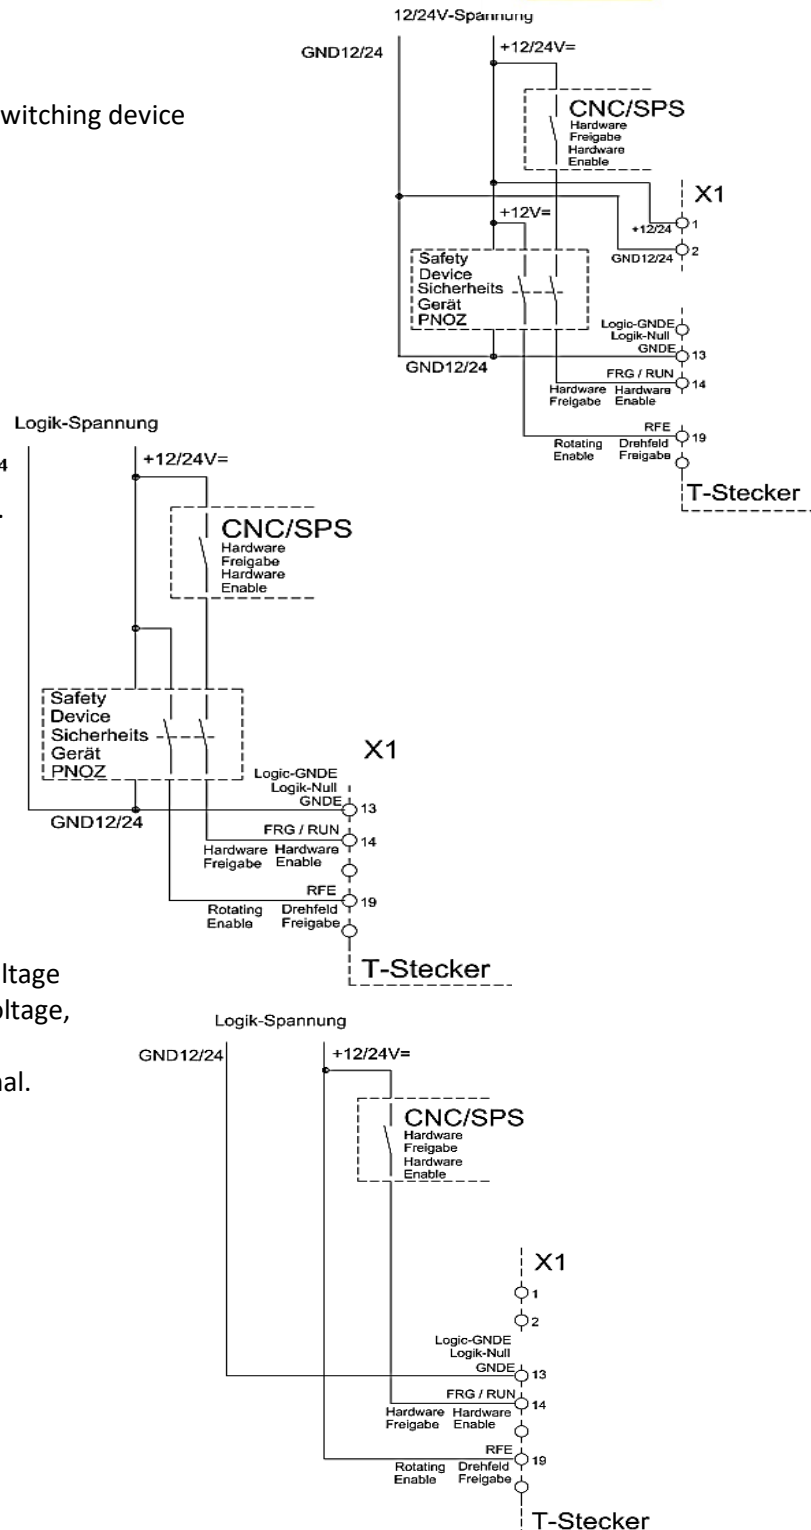 12/24V-Spannung
GND12/24
+12/24V=
witching device
CNC/SPS
Hardware
Freigabe
Hardware
Enable
X1
+12V=
+12/24
1
GND12/24
2
Safety
Device
Sicherheits
Gerät
PNOZ
Logic-GNDE
Logik-Null
GNDE
13
GND12/24
FRG / RUN
14
Hardware Hardware
Freigabe Enable
RFE
19
Rotating Drehfeld
Enable Freigabe
T-Stecker
Logik-Spannung
4
+12/24V=
.
CNC/SPS
Hardware
Freigabe
Hardware
Enable
Safety
Device
Sicherheits
Gerät
PNOZ
X1
Logic-GNDE
Logik-Null
GNDE
13
GND12/24
FRG / RUN
14
Hardware Hardware
Freigabe Enable
RFE
19
Rotating Drehfeld
Enable Freigabe
T-Stecker
ltage
oltage,
nal.
Logik-Spannung
GND12/24
+12/24V=
CNC/SPS
Hardware
Freigabe
Hardware
Enable
X1
1
2
Logic-GNDE
Logik-Null
GNDE
13
FRG / RUN
14
Hardware Hardware
Freigabe Enable
RFE
19
Rotating Drehfeld
Enable Freigabe
T-Stecker